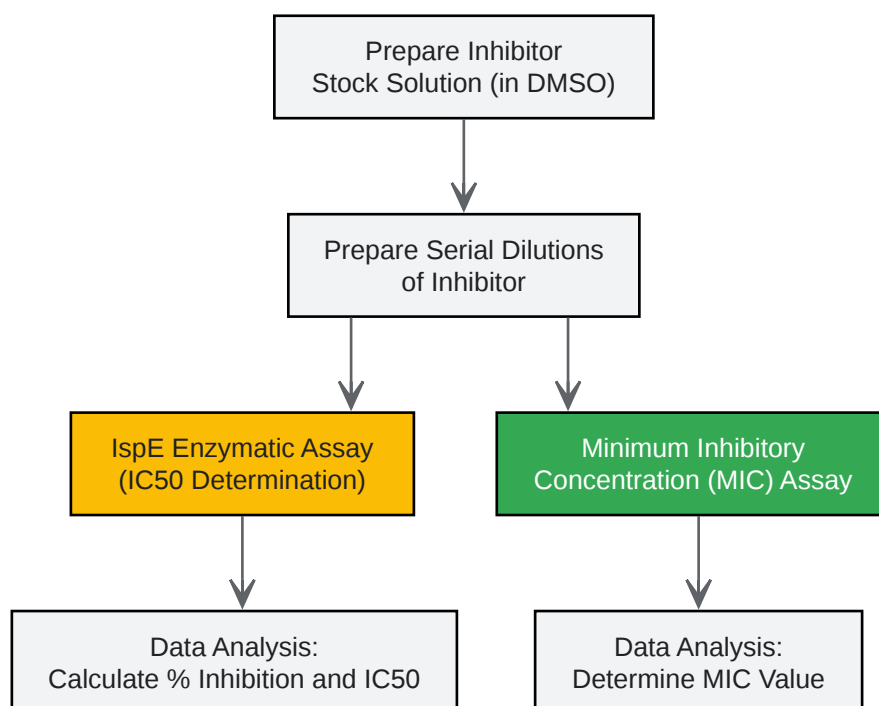 Prepare Inhibitor
Stock Solution (in DMSO)
Prepare Serial Dilutions
of Inhibitor
IspE Enzymatic Assay
(IC50 Determination)
Minimum Inhibitory
Concentration (MIC) Assay
Data Analysis:
Calculate % Inhibition and IC50
Data Analysis:
Determine MIC Value